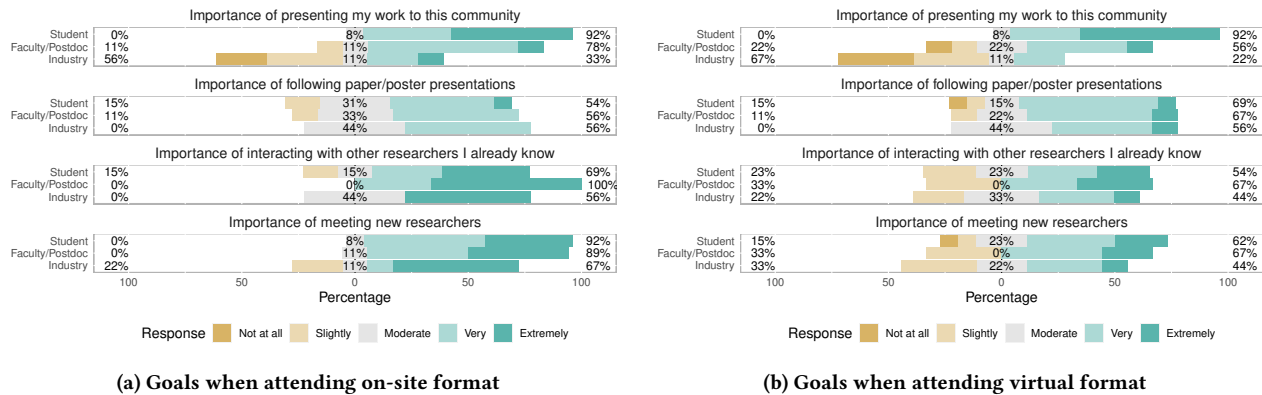 Importance of presenting my work to this community
Student 0% 8% 92%
Faculty/Postdoc 11% 11% 78%
Industry 56% 11% 33%
Importance of following paper/poster presentations
Student 15% 31% 54%
Faculty/Postdoc 11% 33% 56%
Industry 0% 44% 56%
Importance of interacting with other researchers I already know
Student 15% 15% 69%
Faculty/Postdoc 0% 0% 100%
Industry 0% 44% 56%
Importance of meeting new researchers
Student 0% 8% 92%
Faculty/Postdoc 0% 11% 89%
Industry 22% 11% 67%
100 50 0 50 100
Percentage
Response Not at all Slightly Moderate Very Extremely
(a) Goals when attending on-site format
Importance of presenting my work to this community
Student 0% 8% 92%
Faculty/Postdoc 22% 22% 56%
Industry 67% 11% 22%
Importance of following paper/poster presentations
Student 15% 15% 69%
Faculty/Postdoc 11% 22% 67%
Industry 0% 44% 56%
Importance of interacting with other researchers I already know
Student 23% 23% 54%
Faculty/Postdoc 33% 0% 67%
Industry 22% 33% 44%
Importance of meeting new researchers
Student 15% 23% 62%
Faculty/Postdoc 33% 0% 67%
Industry 33% 22% 44%
100 50 0 50 100
Percentage
Response Not at all Slightly Moderate Very Extremely
(b) Goals when attending virtual format